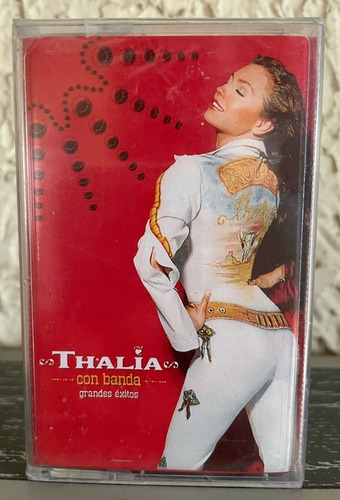 THALIA
con banda
grandes éxitos